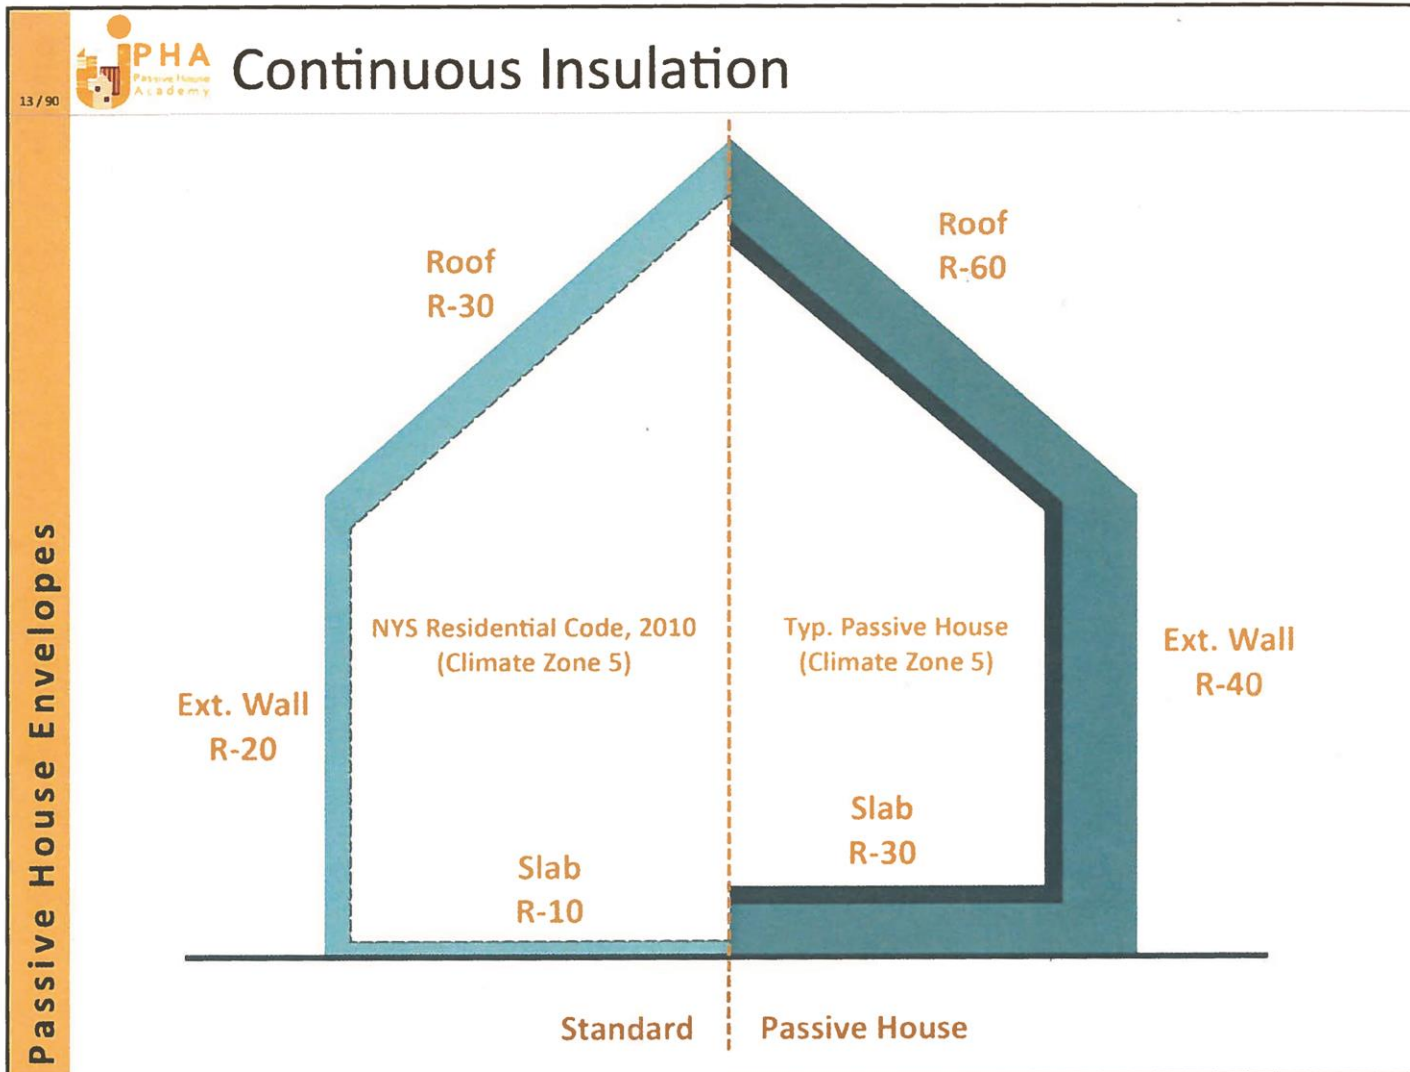 13 / 90
PHA
Passive House
Academy
Continuous Insulation
Passive House Envelopes
Roof
R-30
Roof
R-60
NYS Residential Code, 2010
(Climate Zone 5)
Typ. Passive House
(Climate Zone 5)
Ext. Wall
R-20
Ext. Wall
R-40
Slab
R-10
Slab
R-30
Standard
Passive House